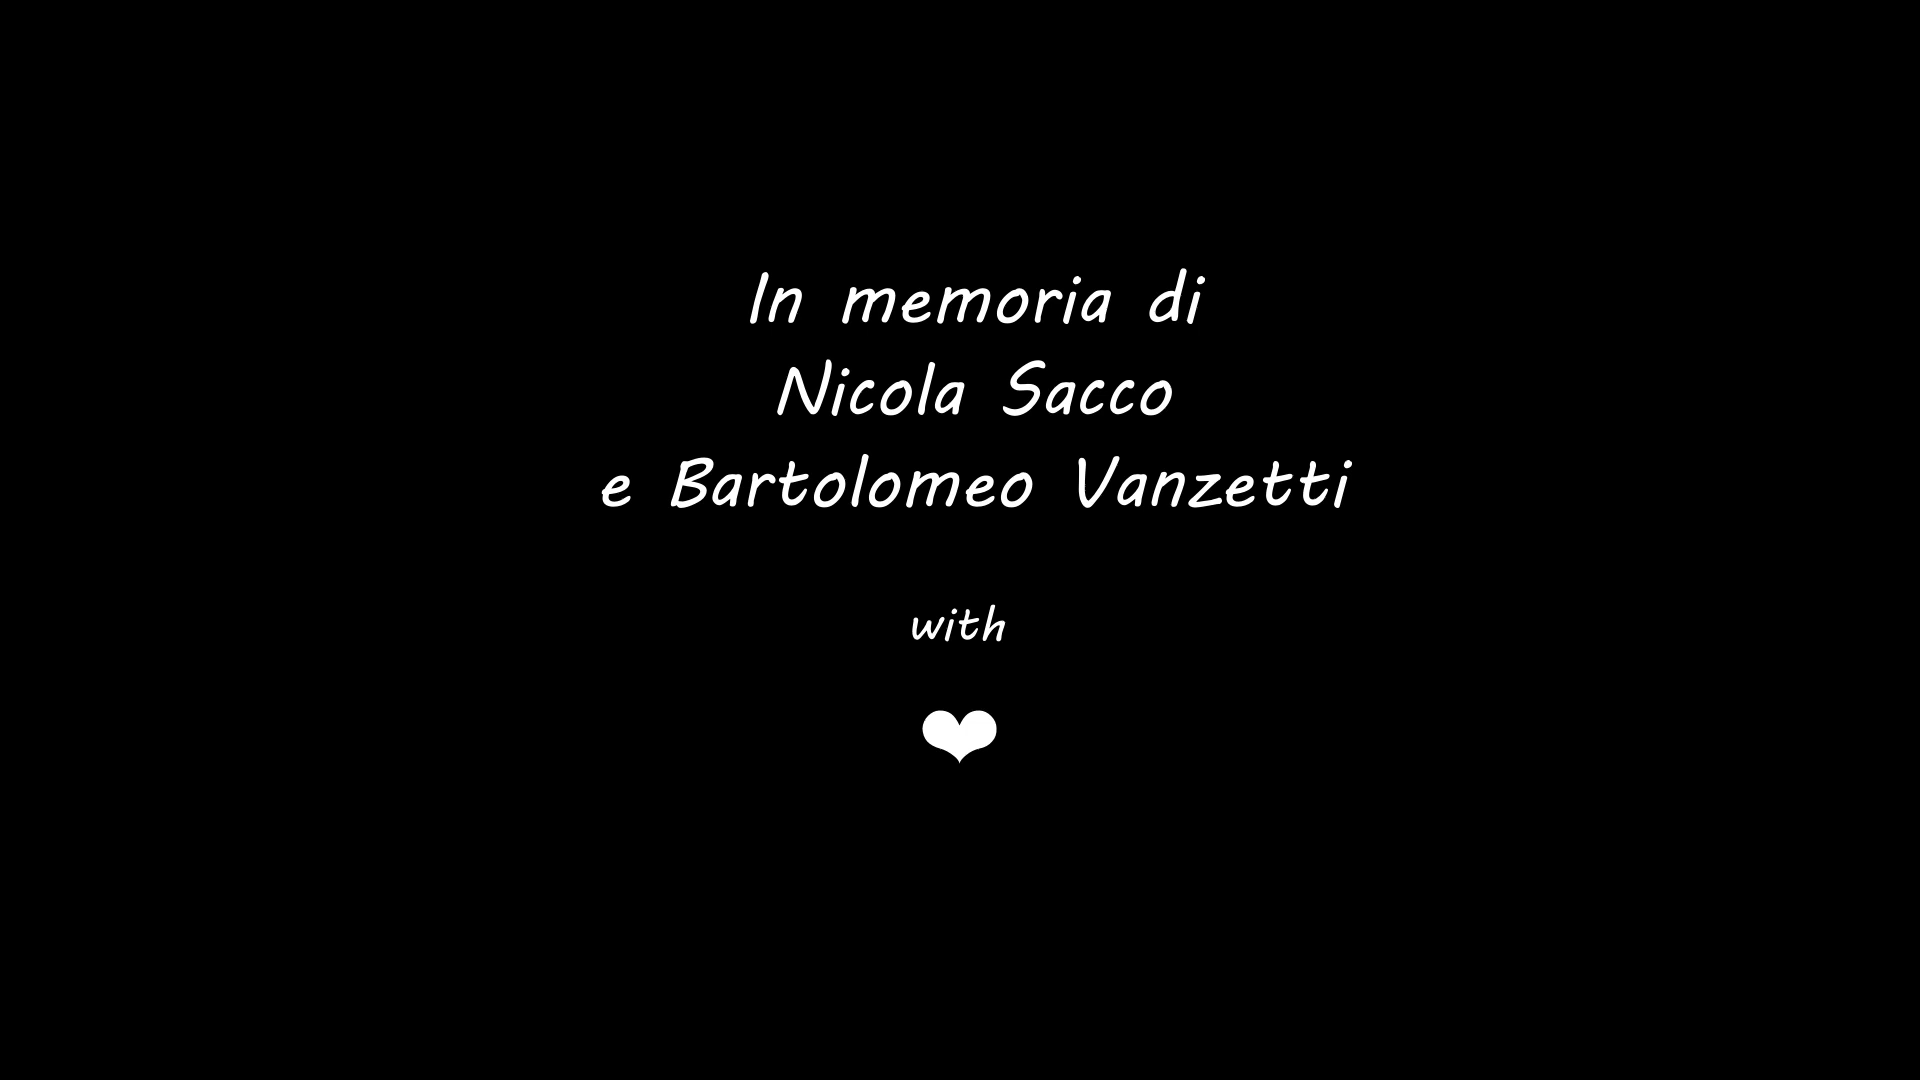 In memoria di
Nicola Sacco
e Bartolomeo Vanzetti
with
❤